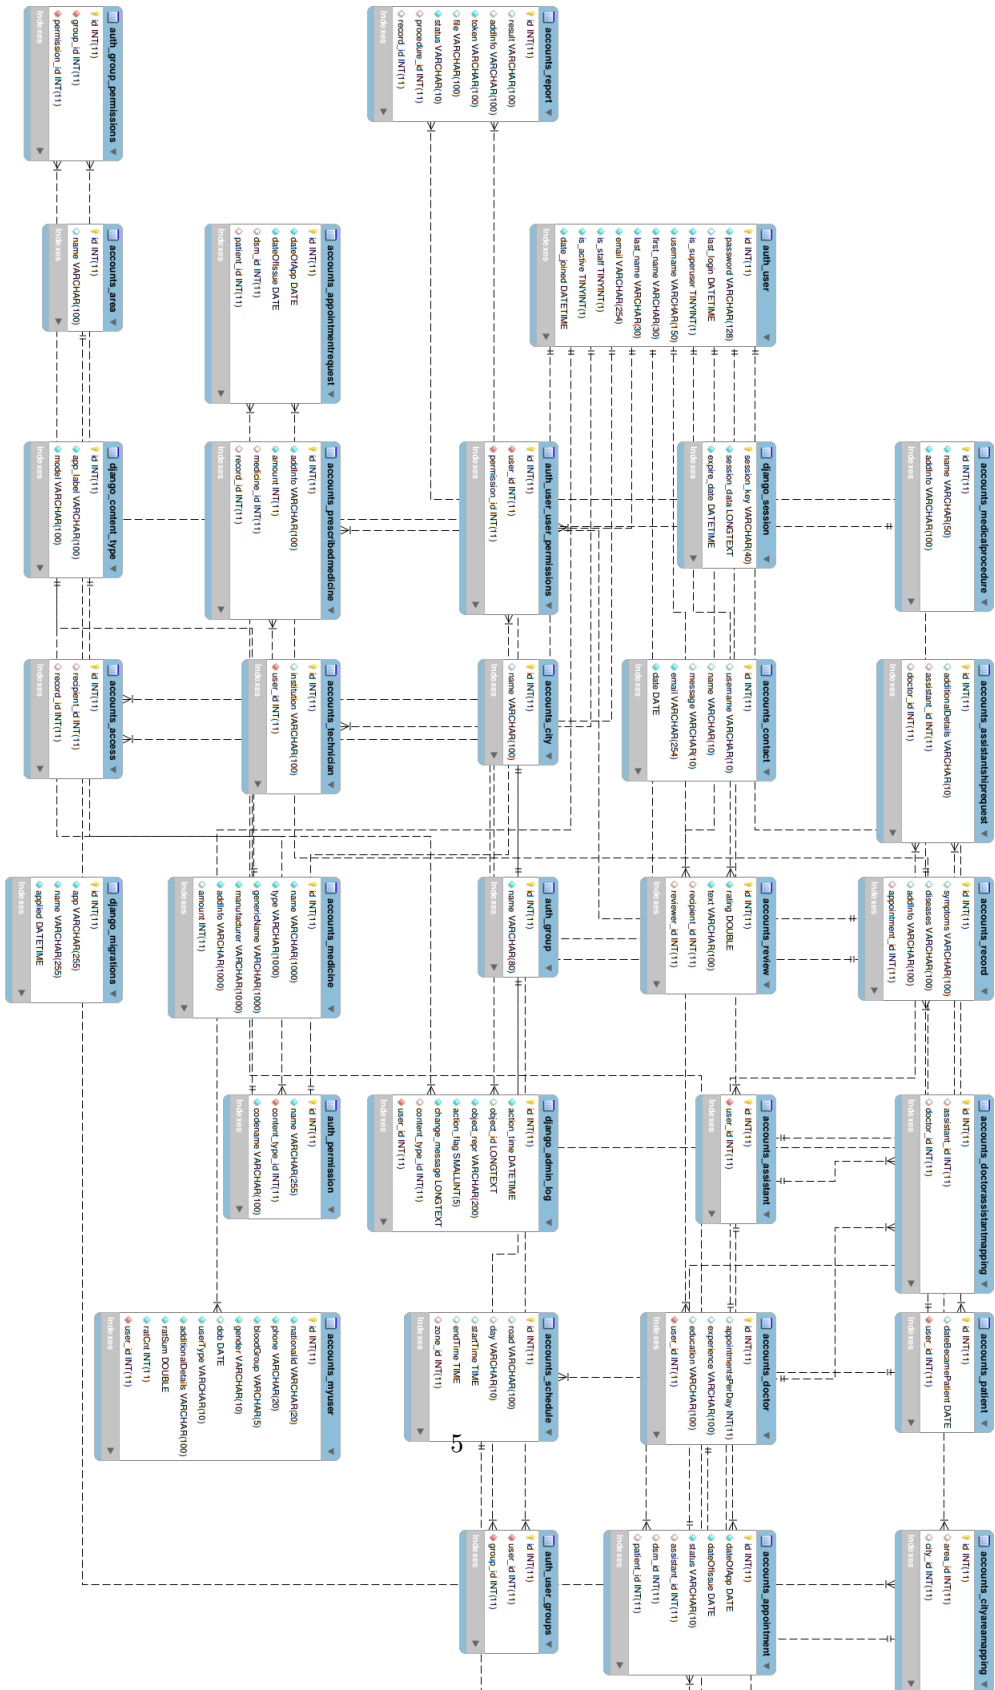 accounts_medicalprocedure
id INT(11)
name VARCHAR(50)
addInfo VARCHAR(100)
Indexes
accounts_assistantshiprequest
id INT(11)
additionalDetails VARCHAR(10)
assistant_id INT(11)
doctor_id INT(11)
Indexes
accounts_record
id INT(11)
symptoms VARCHAR(100)
diseases VARCHAR(100)
addInfo VARCHAR(100)
appointment_id INT(11)
Indexes
accounts_doctorassistantmapping
id INT(11)
assistant_id INT(11)
doctor_id INT(11)
Indexes
accounts_patient
id INT(11)
dateBecamePatient DATE
user_id INT(11)
Indexes
accounts_cityareamapping
id INT(11)
area_id INT(11)
city_id INT(11)
Indexes
auth_user
id INT(11)
password VARCHAR(128)
last_login DATETIME
is_superuser TINYINT(1)
username VARCHAR(150)
first_name VARCHAR(30)
last_name VARCHAR(30)
email VARCHAR(254)
is_staff TINYINT(1)
is_active TINYINT(1)
date_joined DATETIME
Indexes
django_session
session_key VARCHAR(40)
session_data LONGTEXT
expire_date DATETIME
Indexes
accounts_contact
id INT(11)
username VARCHAR(10)
name VARCHAR(10)
message VARCHAR(10)
email VARCHAR(254)
date DATE
Indexes
accounts_review
id INT(11)
rating DOUBLE
text VARCHAR(100)
recipient_id INT(11)
reviewer_id INT(11)
Indexes
accounts_assistant
id INT(11)
user_id INT(11)
Indexes
accounts_doctor
id INT(11)
appointmentsPerDay INT(11)
experience VARCHAR(100)
education VARCHAR(100)
user_id INT(11)
Indexes
accounts_appointment
id INT(11)
dateOfApp DATE
dateOfIssue DATE
status VARCHAR(10)
assistant_id INT(11)
dsm_id INT(11)
patient_id INT(11)
Indexes
accounts_report
id INT(11)
result VARCHAR(100)
addInfo VARCHAR(100)
token VARCHAR(100)
file VARCHAR(100)
status VARCHAR(10)
procedure_id INT(11)
record_id INT(11)
Indexes
auth_user_user_permissions
id INT(11)
user_id INT(11)
permission_id INT(11)
Indexes
accounts_city
id INT(11)
name VARCHAR(100)
Indexes
auth_group
id INT(11)
name VARCHAR(80)
Indexes
django_admin_log
id INT(11)
action_time DATETIME
object_id LONGTEXT
object_repr VARCHAR(200)
action_flag SMALLINT(5)
change_message LONGTEXT
content_type_id INT(11)
user_id INT(11)
Indexes
accounts_schedule
id INT(11)
road VARCHAR(100)
day VARCHAR(10)
startTime TIME
endTime TIME
zone_id INT(11)
Indexes
auth_user_groups
id INT(11)
user_id INT(11)
group_id INT(11)
Indexes
accounts_appointmentrequest
id INT(11)
dateOfApp DATE
dateOfIssue DATE
dsm_id INT(11)
patient_id INT(11)
Indexes
accounts_prescribedmedicine
id INT(11)
addInfo VARCHAR(100)
amount INT(11)
medicine_id INT(11)
record_id INT(11)
Indexes
accounts_technician
id INT(11)
institution VARCHAR(100)
user_id INT(11)
Indexes
accounts_medicine
id INT(11)
name VARCHAR(1000)
type VARCHAR(1000)
genericName VARCHAR(1000)
manufacturer VARCHAR(1000)
addInfo VARCHAR(1000)
amount INT(11)
Indexes
auth_permission
id INT(11)
name VARCHAR(255)
content_type_id INT(11)
codename VARCHAR(100)
Indexes
accounts_myuser
id INT(11)
nationalId VARCHAR(20)
phone VARCHAR(20)
bloodGroup VARCHAR(5)
gender VARCHAR(10)
dob DATE
userType VARCHAR(10)
additionalDetails VARCHAR(100)
ratSum DOUBLE
ratCnt INT(11)
user_id INT(11)
Indexes
auth_group_permissions
id INT(11)
group_id INT(11)
permission_id INT(11)
Indexes
accounts_area
id INT(11)
name VARCHAR(100)
Indexes
django_content_type
id INT(11)
app_label VARCHAR(100)
model VARCHAR(100)
Indexes
accounts_access
id INT(11)
recipient_id INT(11)
record_id INT(11)
Indexes
django_migrations
id INT(11)
app VARCHAR(255)
name VARCHAR(255)
applied DATETIME
Indexes
5